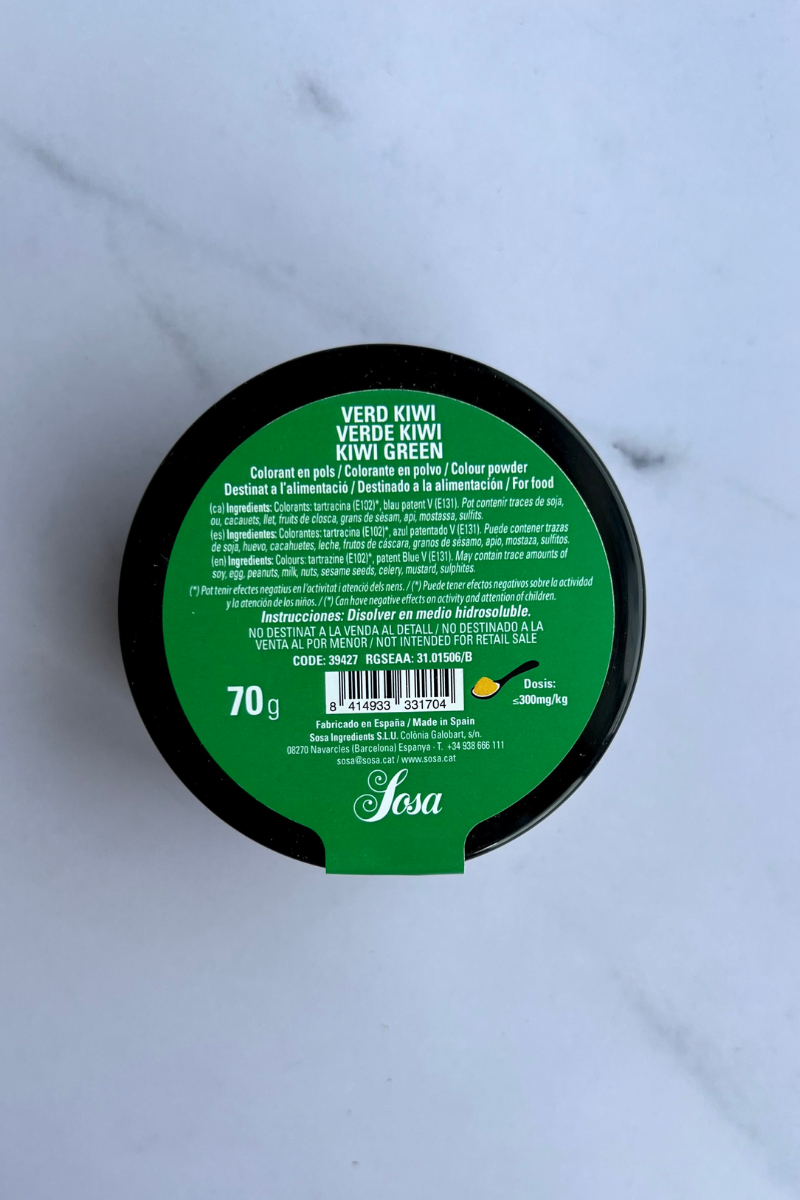 VERD KIWI
VERDE KIWI
KIWI GREEN
Colorant en pols / Colorante en polvo / Colour powder
Destinat a l'alimentació / Destinado a la alimentación / For food
(ca) Ingredients: Colorants: tartracina (E102)*, blau patent V (E131). Pot contenir traces de soja,
ou, cacauets, llet, fruits de closca, grans de sèsam, api, mostassa, sulfits.
(es) Ingredientes: Colorantes: tartracina (E102)*, azul patentado V (E131). Puede contener trazas
de soja, huevo, cacahuetes, leche, frutos de cáscara, granos de sésamo, apio, mostaza, sulfitos.
(en) Ingredients: Colours: tartrazine (E102)*, patent Blue V (E131). May contain trace amounts of
soy, egg, peanuts, milk, nuts, sesame seeds, celery, mustard, sulphites.
(*) Pot tenir efectes negatius en l'activitat i atenció dels nens. / (*) Puede tener efectos negativos sobre la actividad
y la atención de los niños. / (*) Can have negative effects on activity and attention of children.
Instrucciones: Disolver en medio hidrosoluble.
NO DESTINAT A LA VENDA AL DETALL / NO DESTINADO A LA
VENTA AL POR MENOR / NOT INTENDED FOR RETAIL SALE
CODE: 39427 RGSEAA: 31.01506/B
70 g
8 414933 331704
Dosis:
≤300mg/kg
Fabricado en España / Made in Spain
Sosa Ingredients S.L.U. Colònia Galobart, s/n.
08270 Navarcles (Barcelona) Espanya - T. +34 938 666 111
sosa@sosa.cat / www.sosa.cat
Sosa